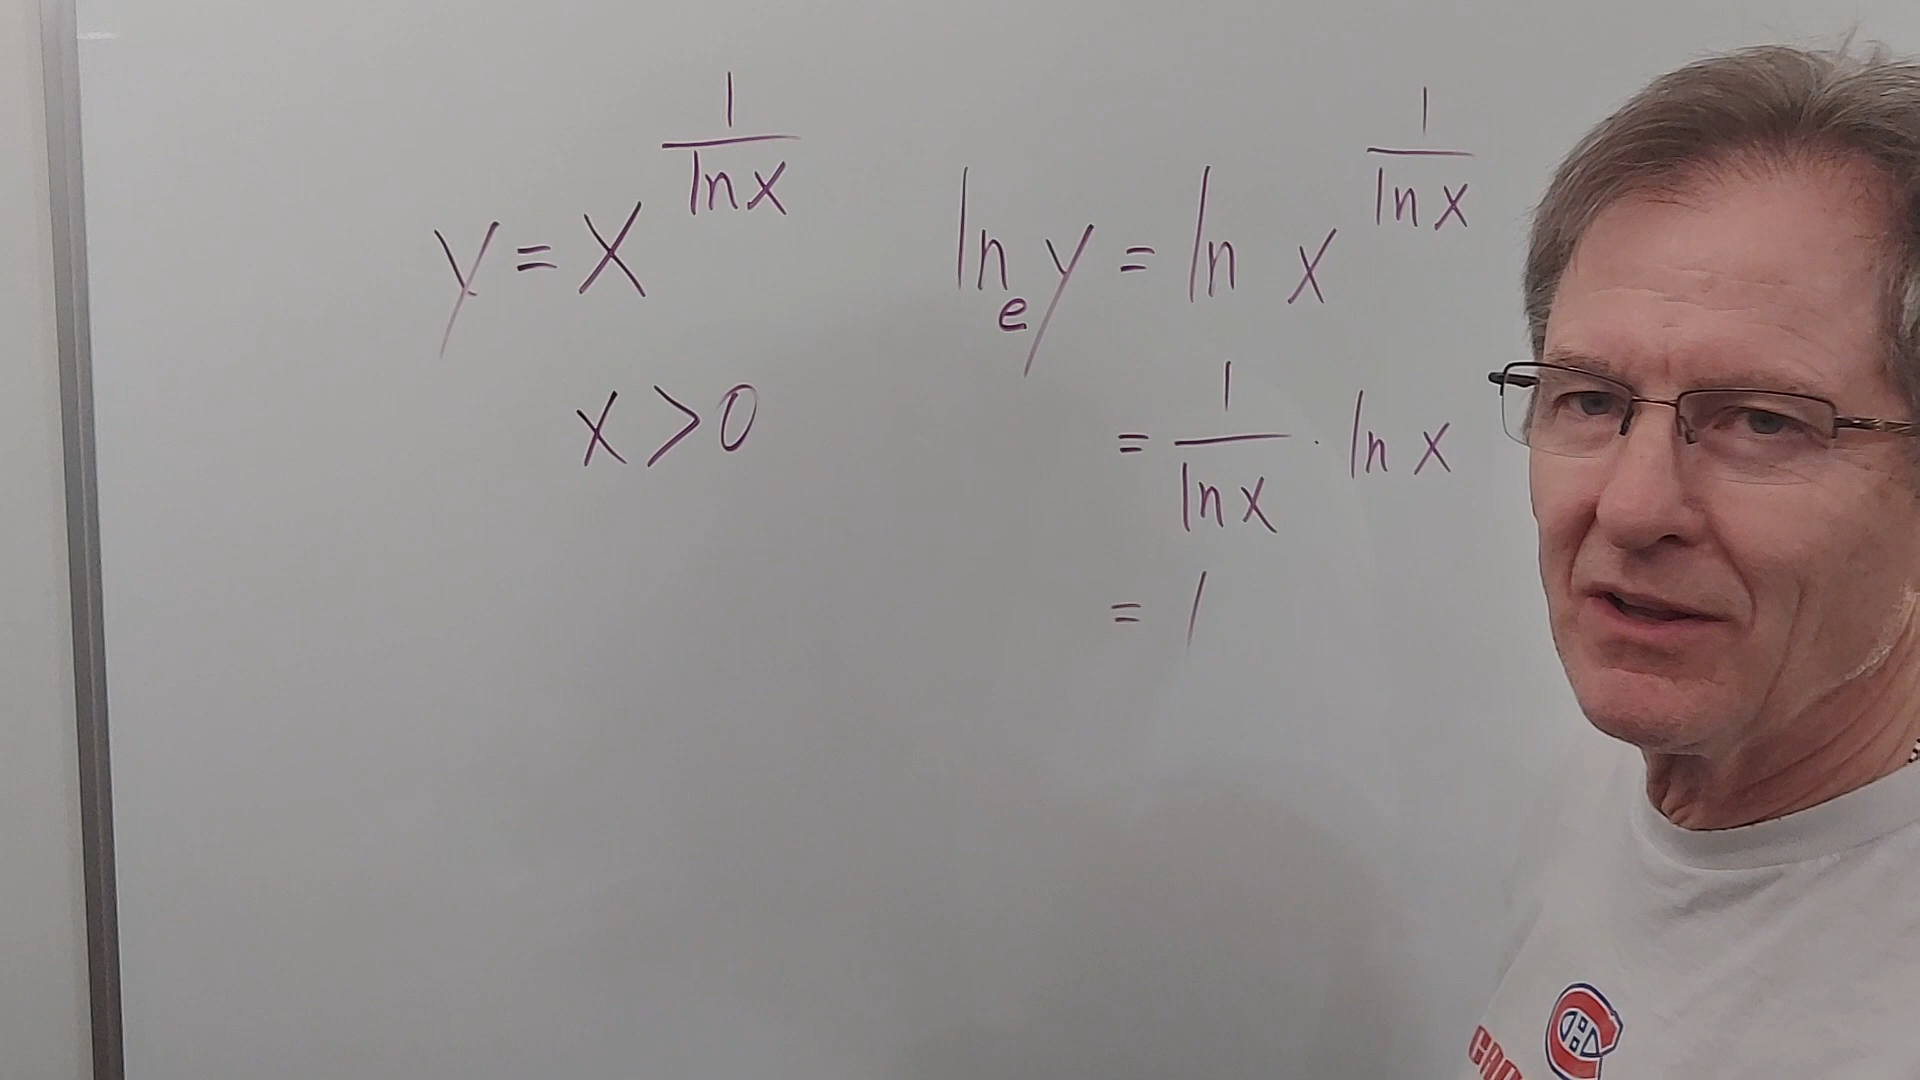 y = x^(1/ln x)
x > 0
ln_e y = ln x^(1/ln x)
= 1/ln x · ln x
= 1